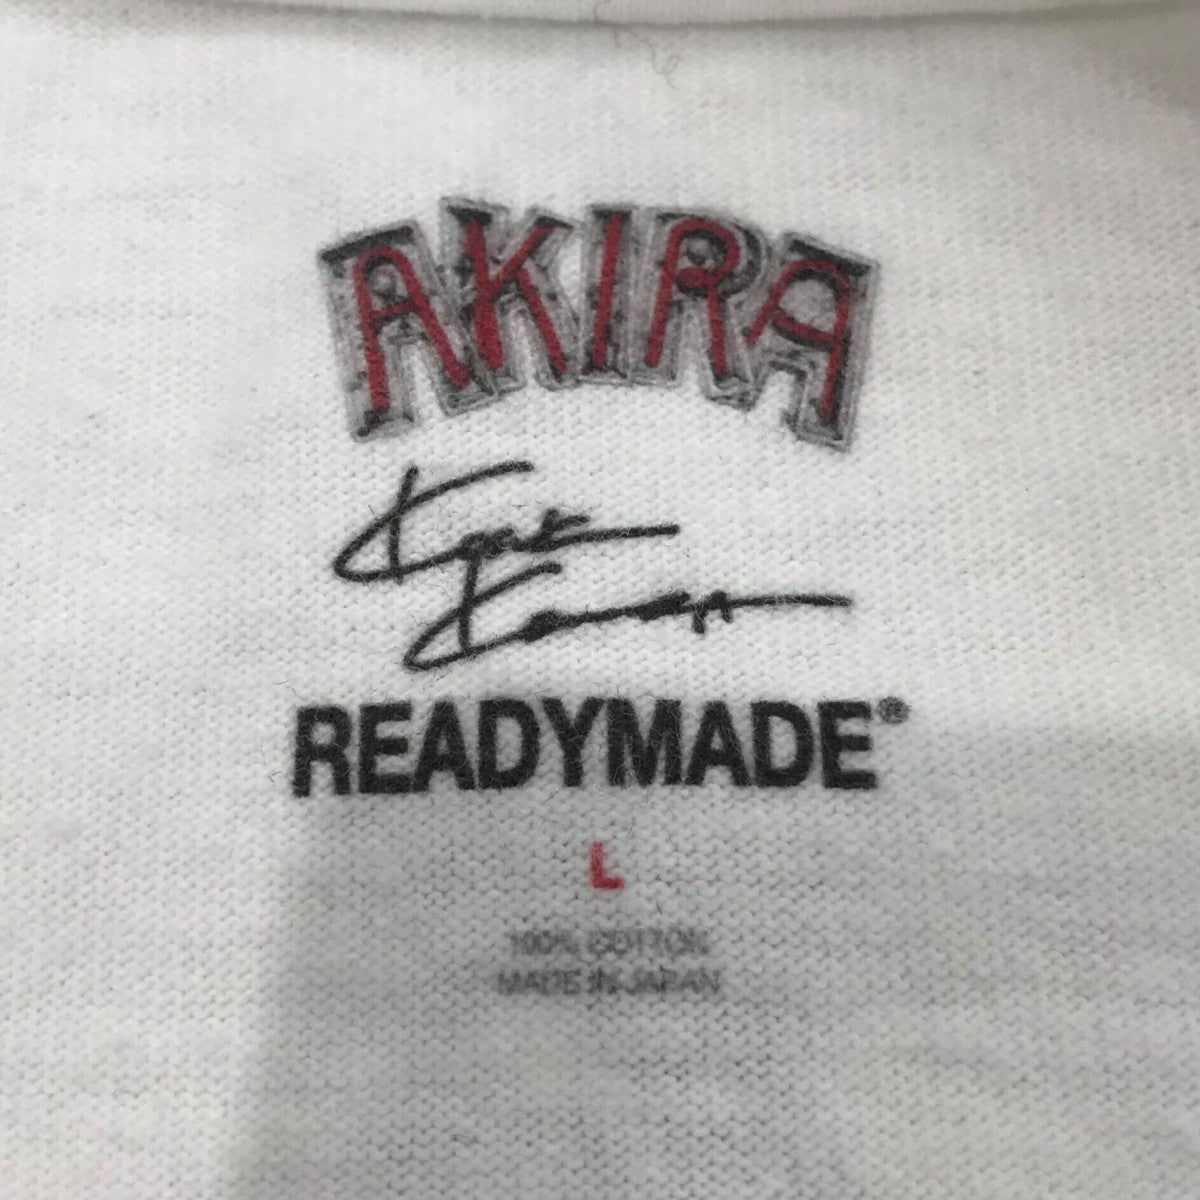 AKIRA
READYMADE®
L
100% COTTON
MADE IN JAPAN